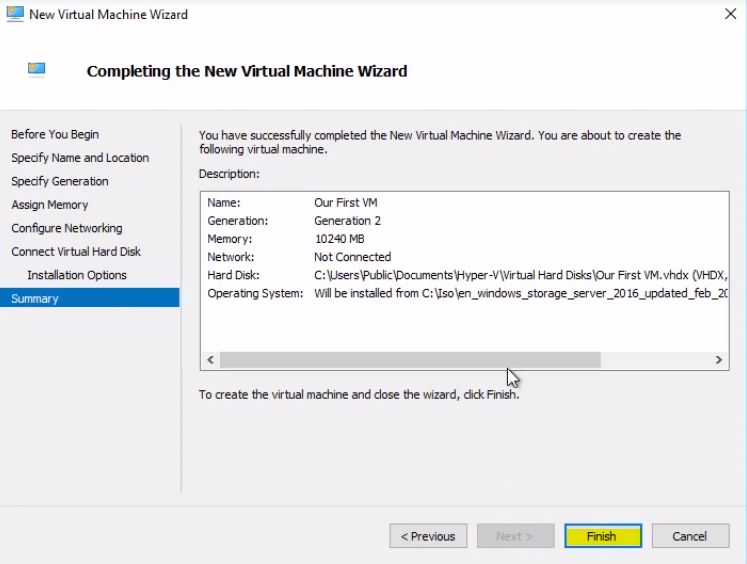 New Virtual Machine Wizard
Completing the New Virtual Machine Wizard
Before You Begin
Specify Name and Location
Specify Generation
Assign Memory
Configure Networking
Connect Virtual Hard Disk
Installation Options
Summary
You have successfully completed the New Virtual Machine Wizard. You are about to create the
following virtual machine.
Description:
Name: Our First VM
Generation: Generation 2
Memory: 10240 MB
Network: Not Connected
Hard Disk: C:\Users\Public\Documents\Hyper-V\Virtual Hard Disks\Our First VM.vhdx (VHDX,
Operating System: Will be installed from C:\Iso\en_windows_storage_server_2016_updated_feb_20
To create the virtual machine and close the wizard, click Finish.
< Previous Next > Finish Cancel